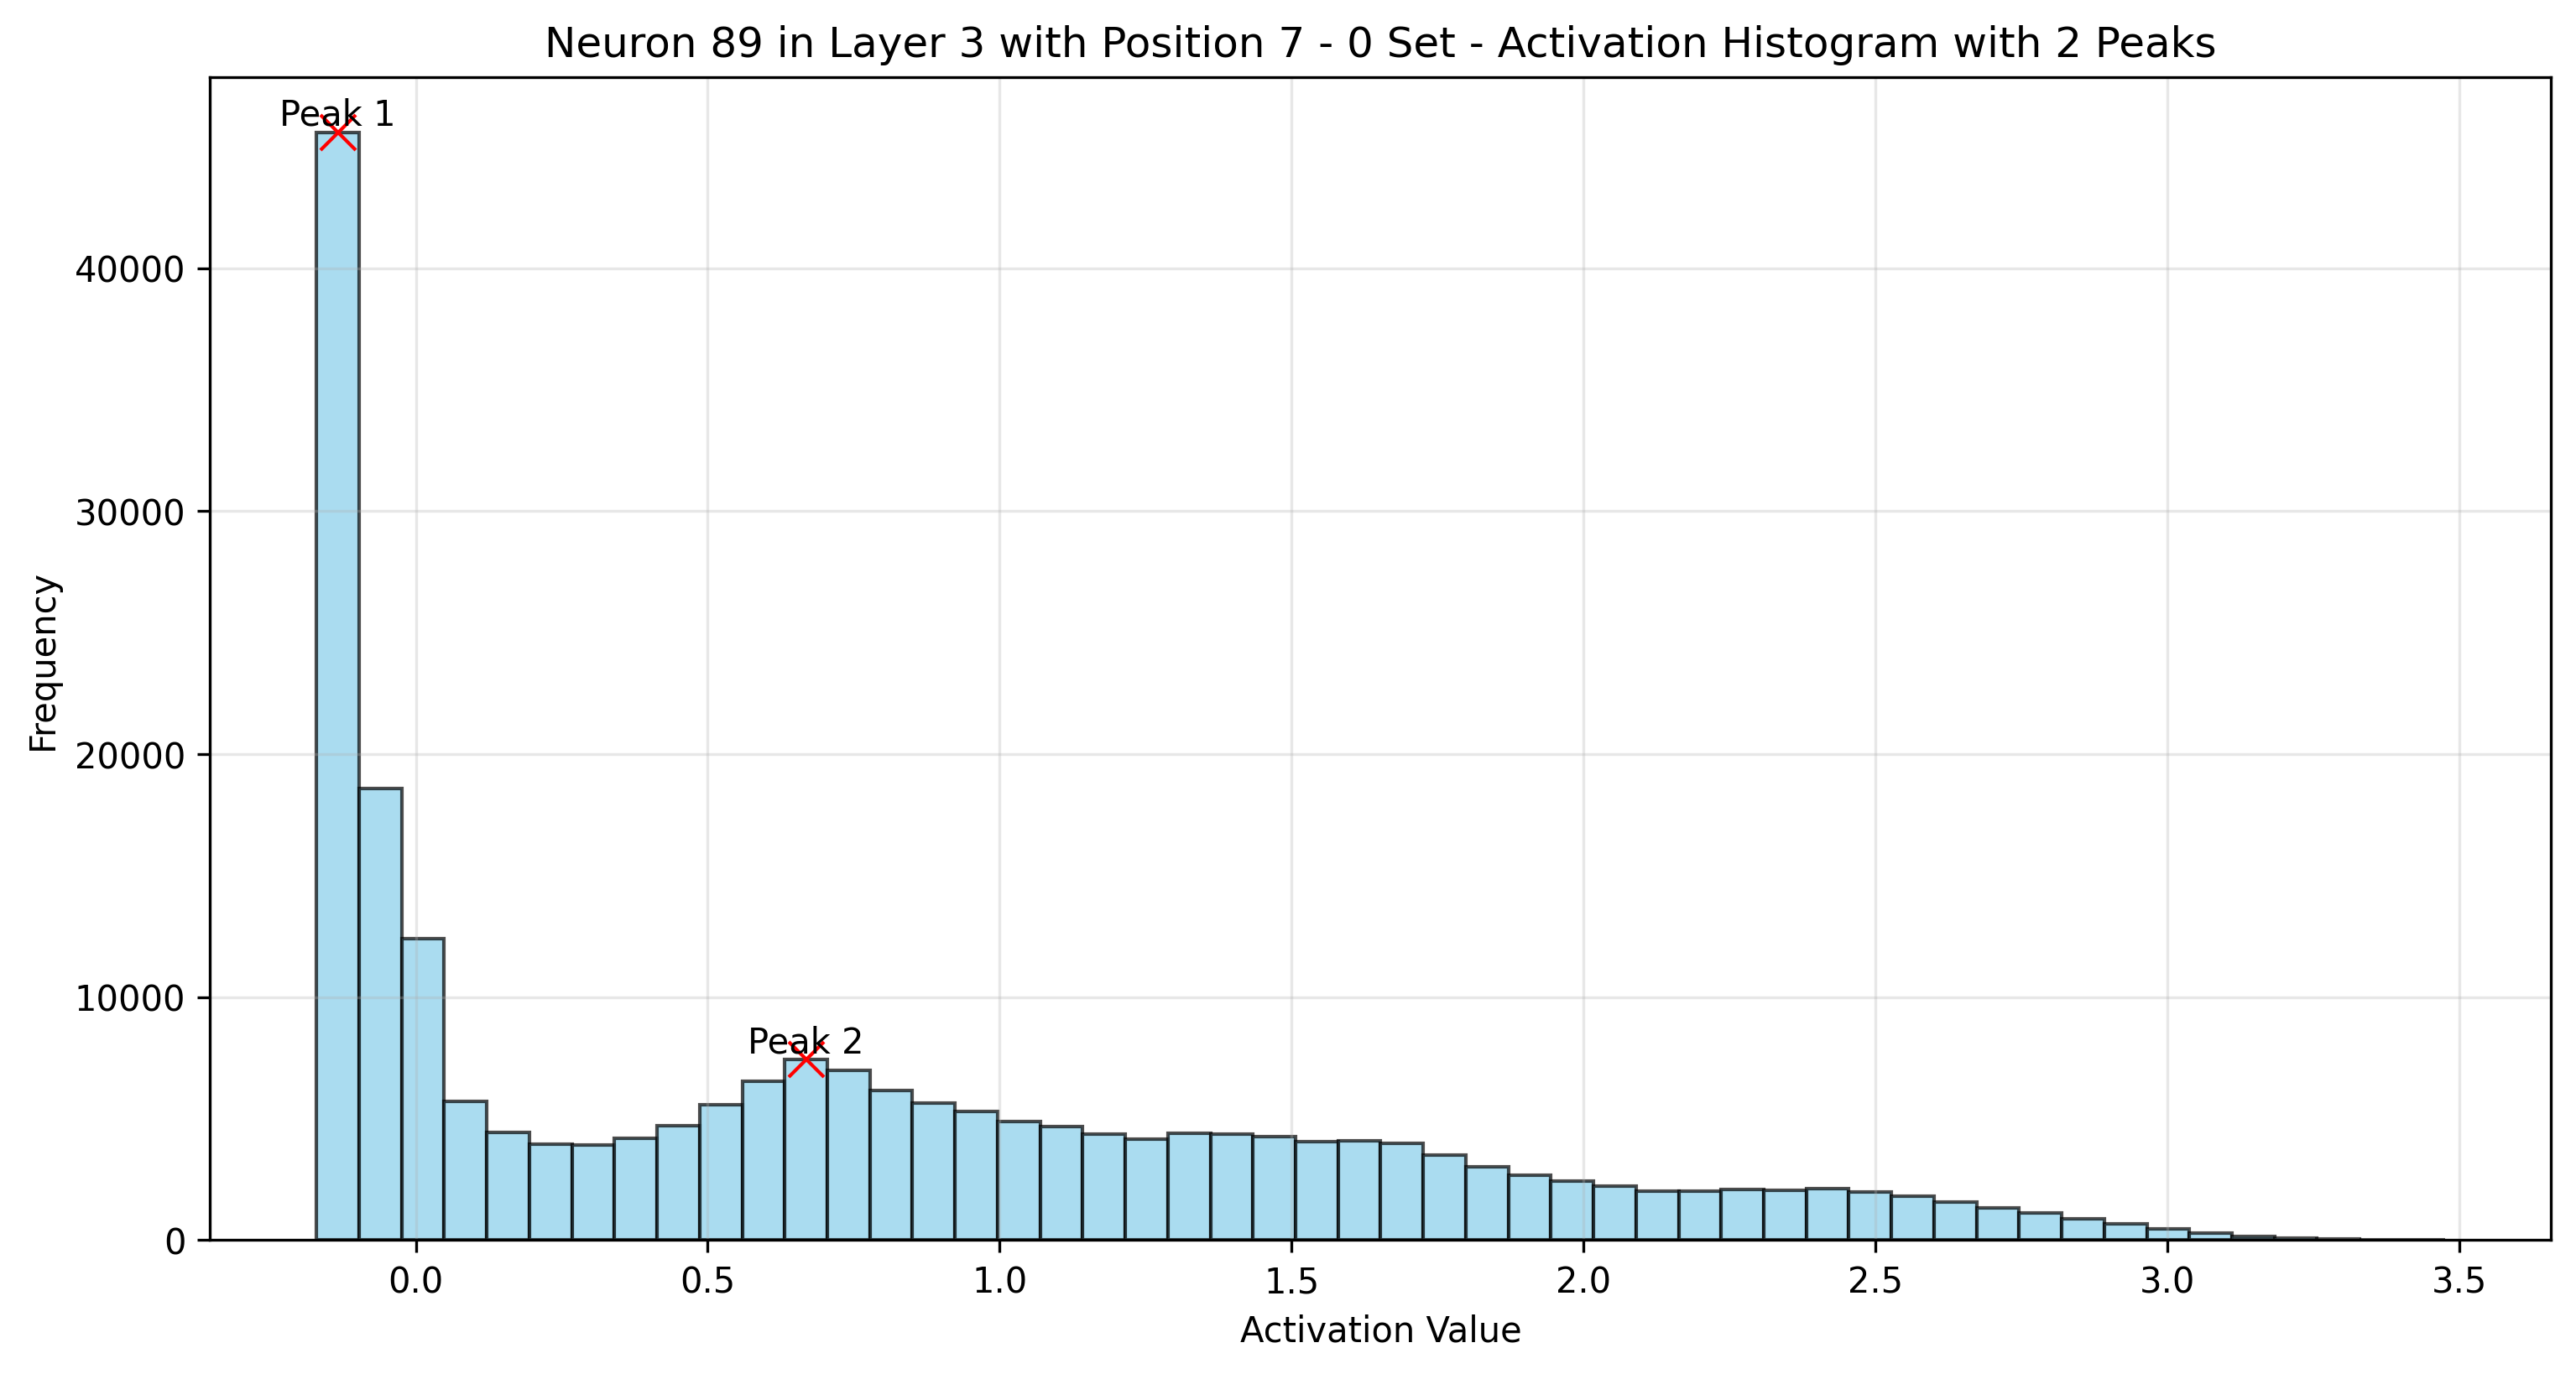 Neuron 89 in Layer 3 with Position 7 - 0 Set - Activation Histogram with 2 Peaks
Peak 1
40000
30000
Frequency
20000
10000
Peak 2
0
0.0 0.5 1.0 1.5 2.0 2.5 3.0 3.5
Activation Value